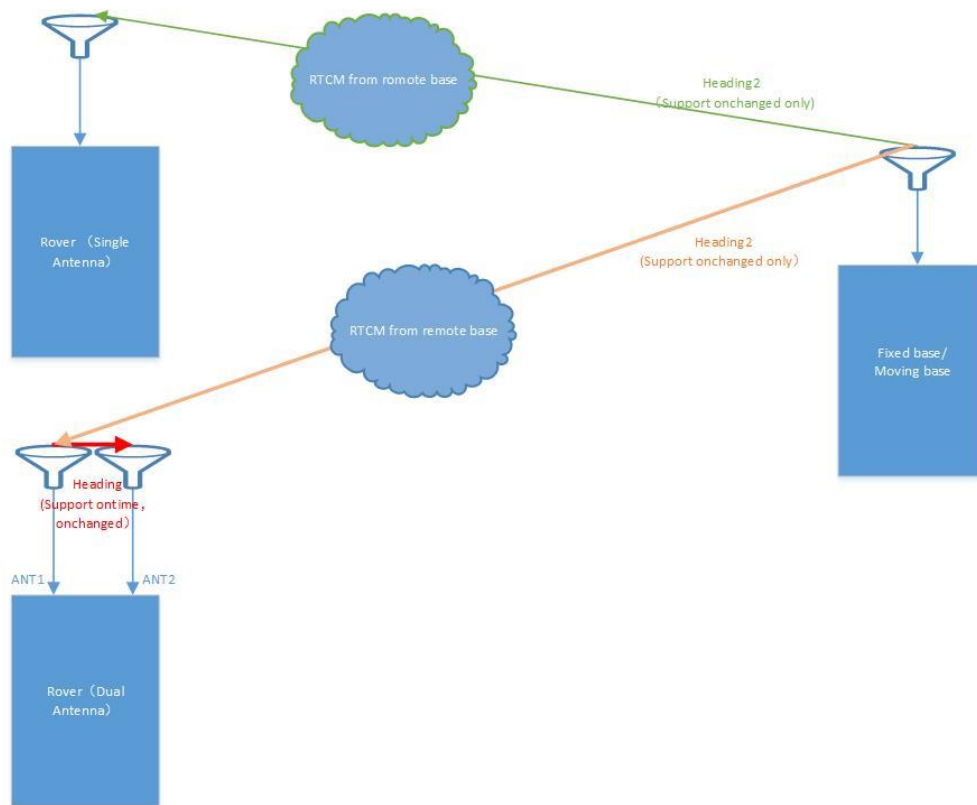 RTCM from romote base
Heading2
（Support onchanged only)
Rover （Single
Antenna）
Heading2
(Support onchanged only）
RTCM from remote base
Fixed base/
Moving base
Heading
(Support ontime,
onchanged）
ANT1
ANT2
Rover（Dual
Antenna）